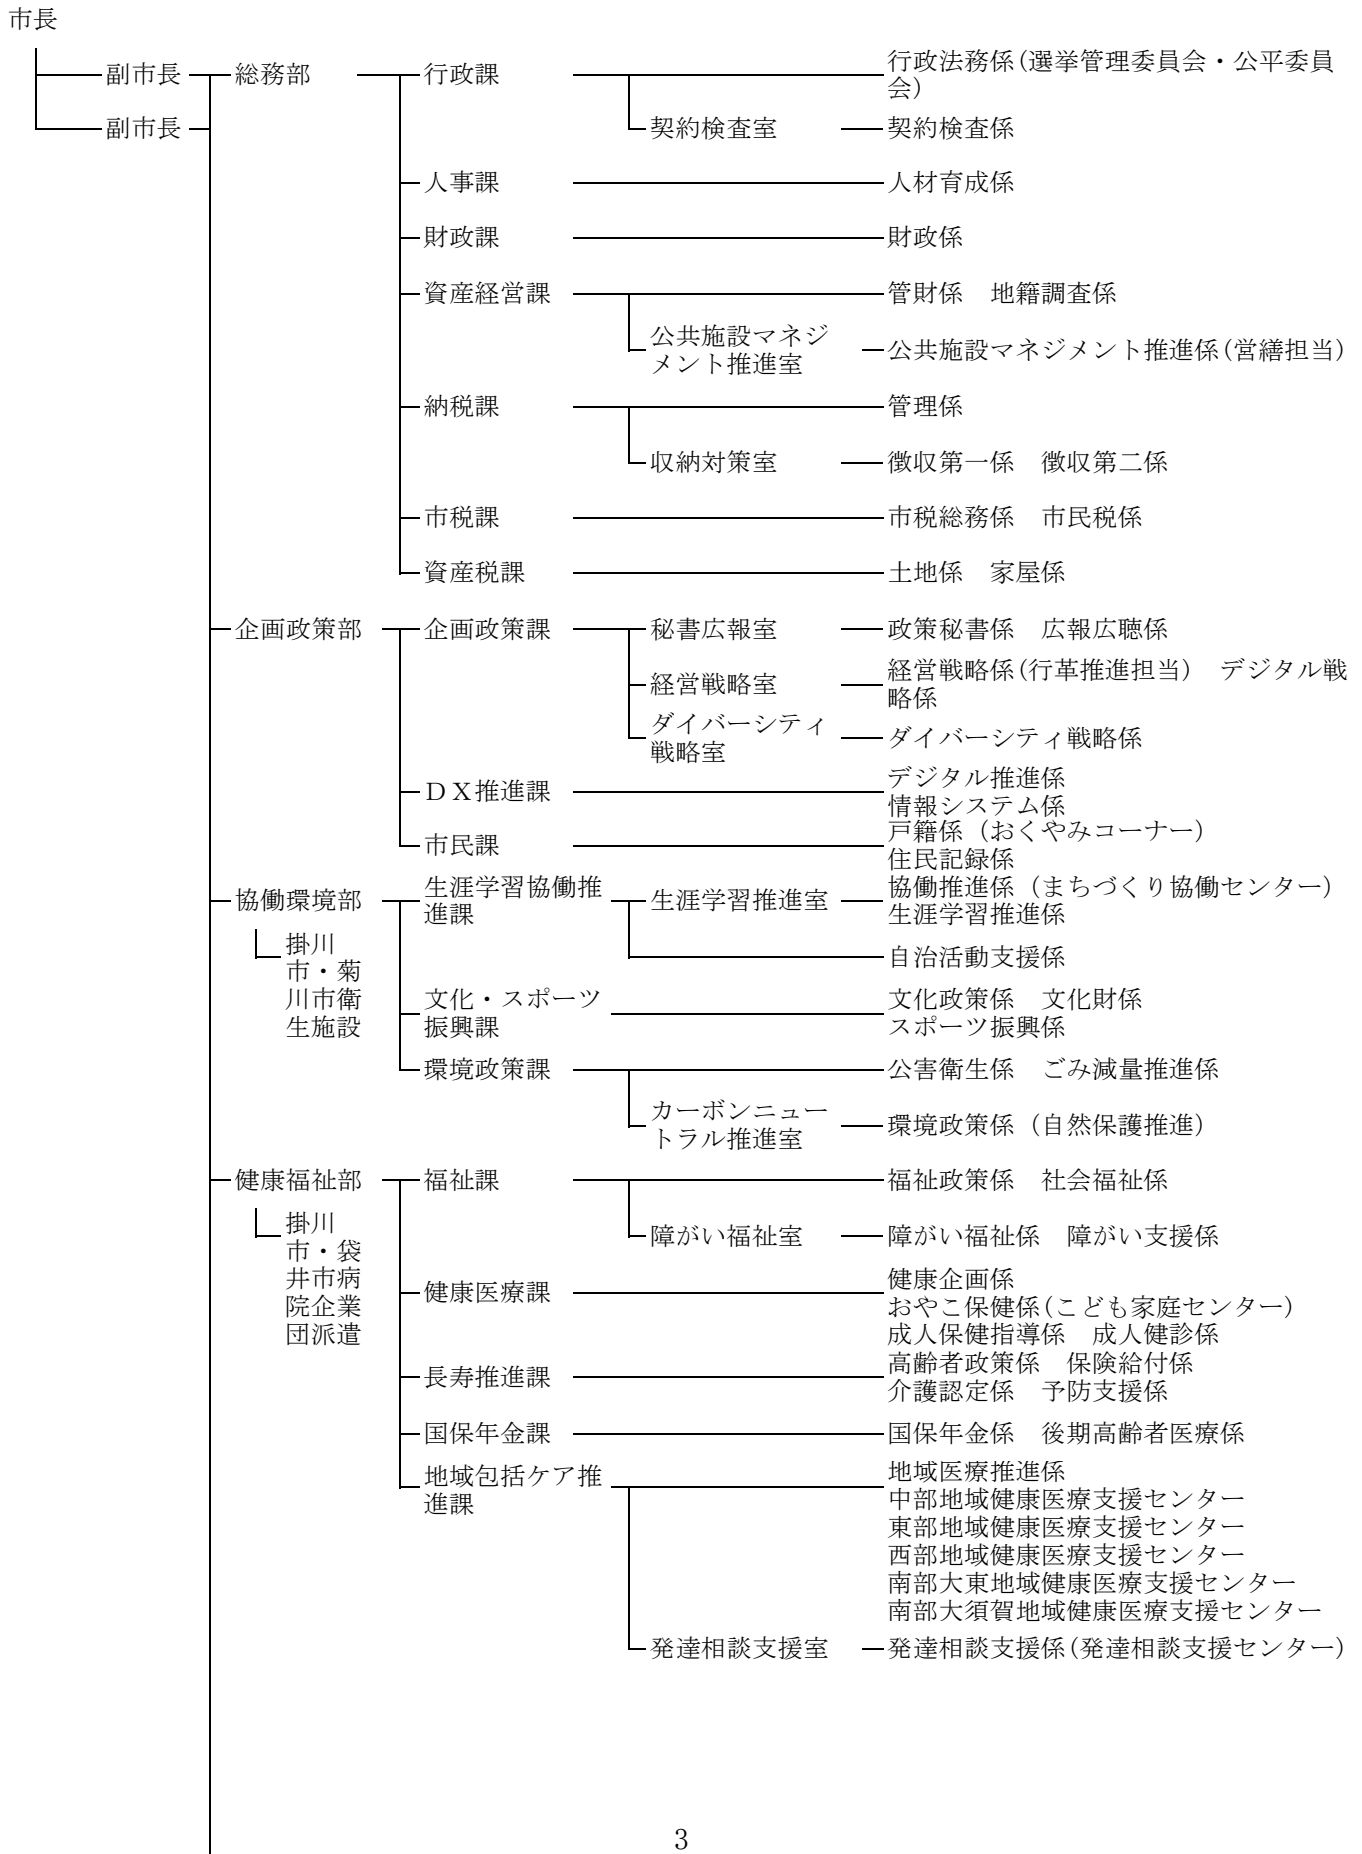 市長
副市長 総務部 行政課 行政法務係(選挙管理委員会・公平委員
会)
副市長 契約検査室 契約検査係
人事課 人材育成係
財政課 財政係
資産経営課 管財係　地籍調査係
公共施設マネジ
メント推進室 公共施設マネジメント推進係(営繕担当)
納税課 管理係
収納対策室 徴収第一係　徴収第二係
市税課 市税総務係　市民税係
資産税課 土地係　家屋係
企画政策部 企画政策課 秘書広報室 政策秘書係　広報広聴係
経営戦略室 経営戦略係(行革推進担当)　デジタル戦
略係
ダイバーシティ
戦略室 ダイバーシティ戦略係
ＤＸ推進課 デジタル推進係
情報システム係
市民課 戸籍係（おくやみコーナー）
住民記録係
協働環境部 生涯学習協働推
進課 生涯学習推進室 協働推進係（まちづくり協働センター）
生涯学習推進係
掛川
市・菊
川市衛
生施設
自治活動支援係
文化・スポーツ
振興課 文化政策係　文化財係
スポーツ振興係
環境政策課 公害衛生係　ごみ減量推進係
カーボンニュー
トラル推進室 環境政策係（自然保護推進）
健康福祉部 福祉課 福祉政策係　社会福祉係
掛川
市・袋
井市病
院企業
団派遣
障がい福祉室 障がい福祉係　障がい支援係
健康医療課 健康企画係
おやこ保健係(こども家庭センター)
成人保健指導係　成人健診係
長寿推進課 高齢者政策係　保険給付係
介護認定係　予防支援係
国保年金課 国保年金係　後期高齢者医療係
地域包括ケア推
進課 地域医療推進係
中部地域健康医療支援センター
東部地域健康医療支援センター
西部地域健康医療支援センター
南部大東地域健康医療支援センター
南部大須賀地域健康医療支援センター
発達相談支援室 発達相談支援係(発達相談支援センター)
3